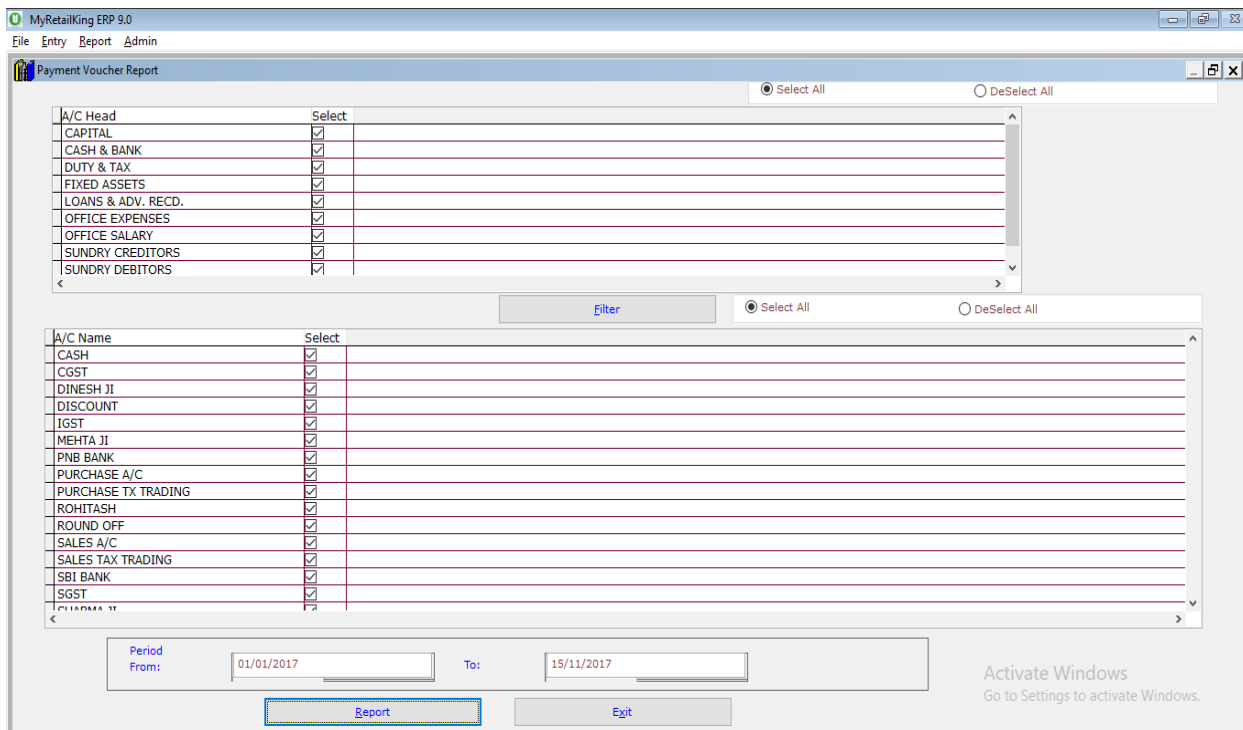 MyRetailKing ERP 9.0
File Entry Report Admin
Payment Voucher Report
Select All DeSelect All
A/C Head Select
CAPITAL
CASH & BANK
DUTY & TAX
FIXED ASSETS
LOANS & ADV. RECD.
OFFICE EXPENSES
OFFICE SALARY
SUNDRY CREDITORS
SUNDRY DEBITORS
Filter Select All DeSelect All
A/C Name Select
CASH
CGST
DINESH JI
DISCOUNT
IGST
MEHTA JI
PNB BANK
PURCHASE A/C
PURCHASE TX TRADING
ROHITASH
ROUND OFF
SALES A/C
SALES TAX TRADING
SBI BANK
SGST
SHARMA JI
Period
From: 01/01/2017 To: 15/11/2017
Activate Windows
Go to Settings to activate Windows.
Report Exit